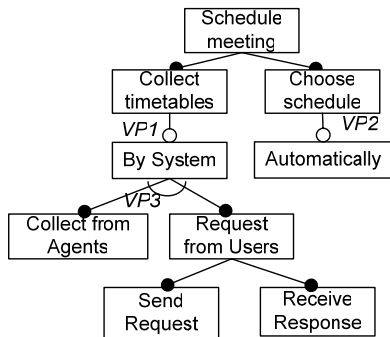 Schedule
meeting
Collect
timetables
Choose
schedule
VP1
VP2
By System
Automatically
VP3
Collect from
Agents
Request
from Users
Send
Request
Receive
Response